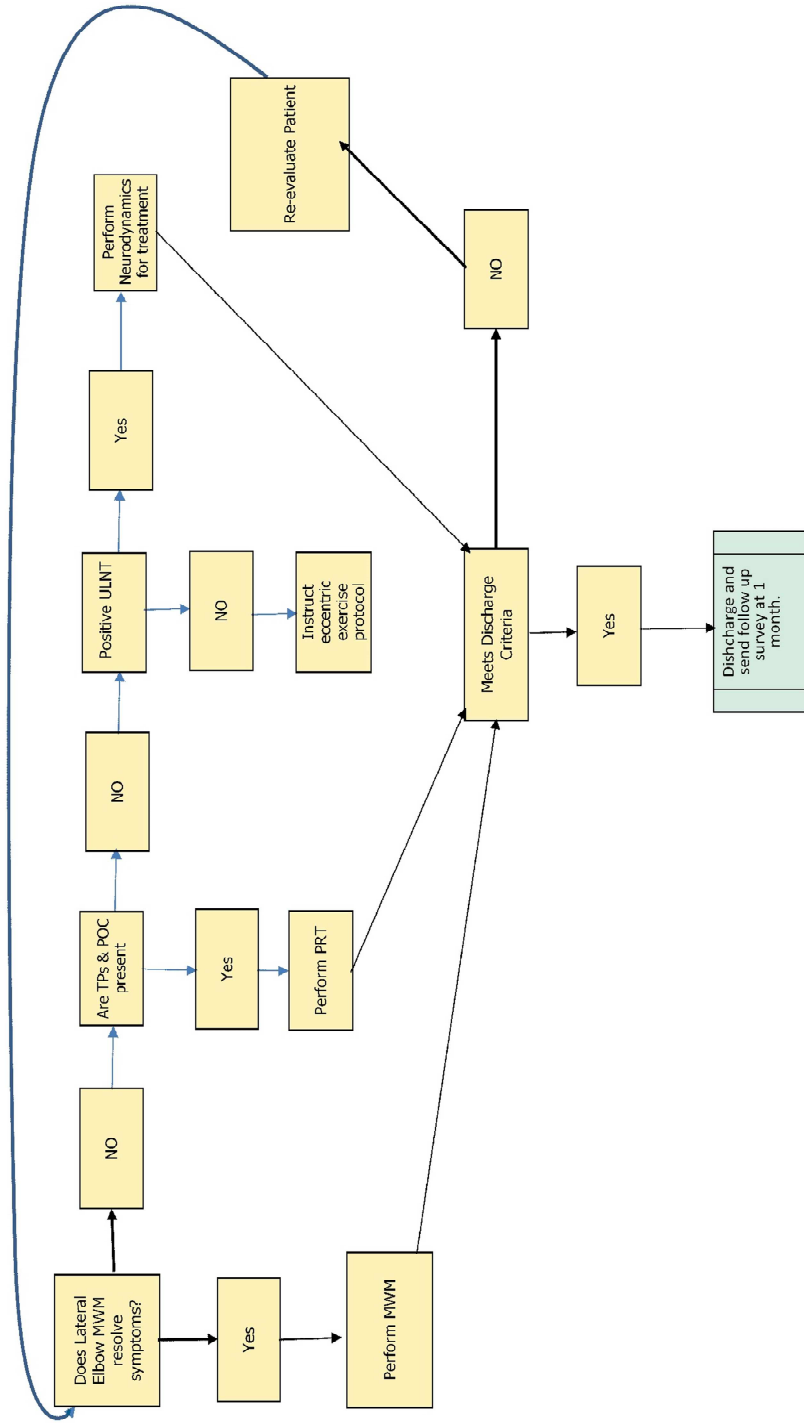 Does Lateral
Elbow MWM
resolve
symptoms?
NO
Are TPs & POC
present
NO
Positive ULNT
Yes
Perform
Neurodynamics
for treatment
Yes
Perform MWM
Yes
Perform PRT
NO
Instruct
eccentric
exercise
protocol
Meets Discharge
Criteria
NO
Re-evaluate Patient
Yes
Dishcharge and
send follow up
survey at 1
month.